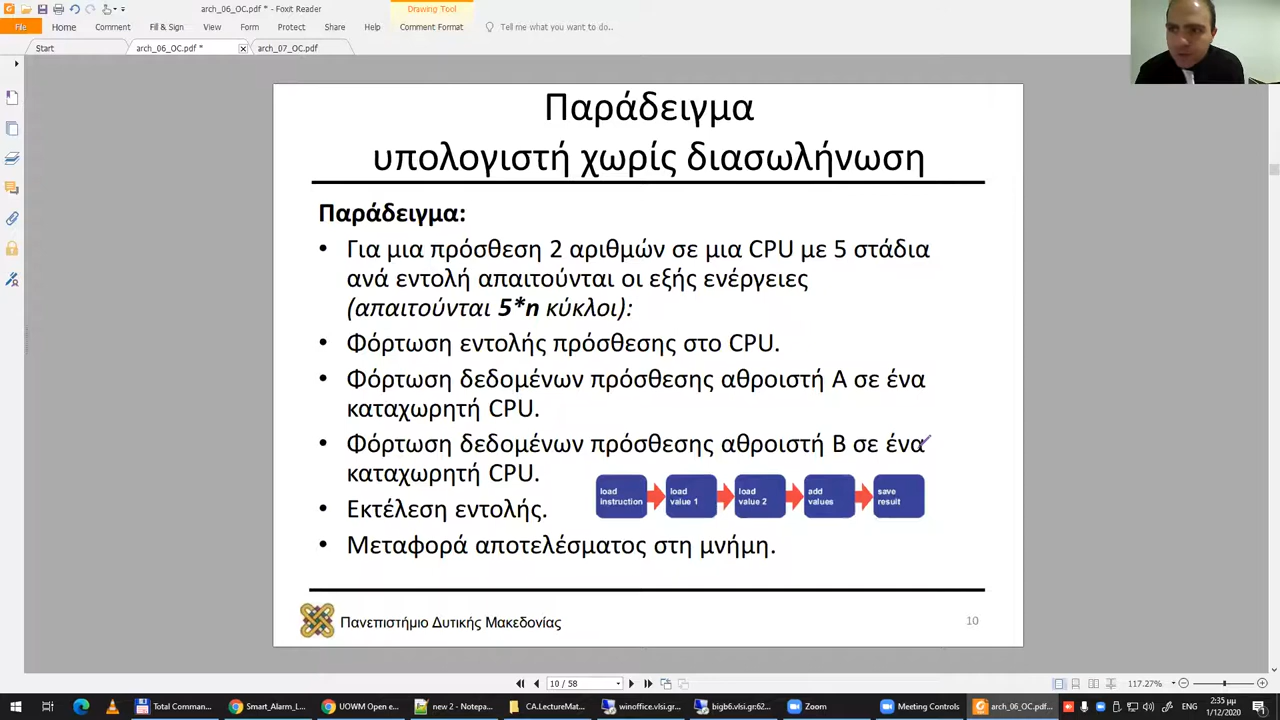 arch_06_OC.pdf * - Foxit Reader
Drawing Tool
File Home Comment Fill & Sign View Form Protect Share Help Comment Format Tell me what you want to do..
Start arch_06_OC.pdf * arch_07_OC.pdf
Παράδειγμα
υπολογιστή χωρίς διασωλήνωση
Παράδειγμα:
• Για μια πρόσθεση 2 αριθμών σε μια CPU με 5 στάδια
ανά εντολή απαιτούνται οι εξής ενέργειες
(απαιτούνται 5*n κύκλοι):
• Φόρτωση εντολής πρόσθεσης στο CPU.
• Φόρτωση δεδομένων πρόσθεσης αθροιστή Α σε ένα
καταχωρητή CPU.
• Φόρτωση δεδομένων πρόσθεσης αθροιστή Β σε ένα
καταχωρητή CPU.
load instruction
load value 1
load value 2
add values
save result
• Εκτέλεση εντολής.
• Μεταφορά αποτελέσματος στη μνήμη.
Πανεπιστήμιο Δυτικής Μακεδονίας
10
10 / 58
117.27%
Total Comman... Smart_Alarm_L... UOWM Open eC... new 2 - Notepa... CA.LectureMat... winoffice.vlsi.gr... bigb6.vlsi.gr:62... Zoom Meeting Controls arch_06_OC.pdf...
2:35 μμ
1/12/2020